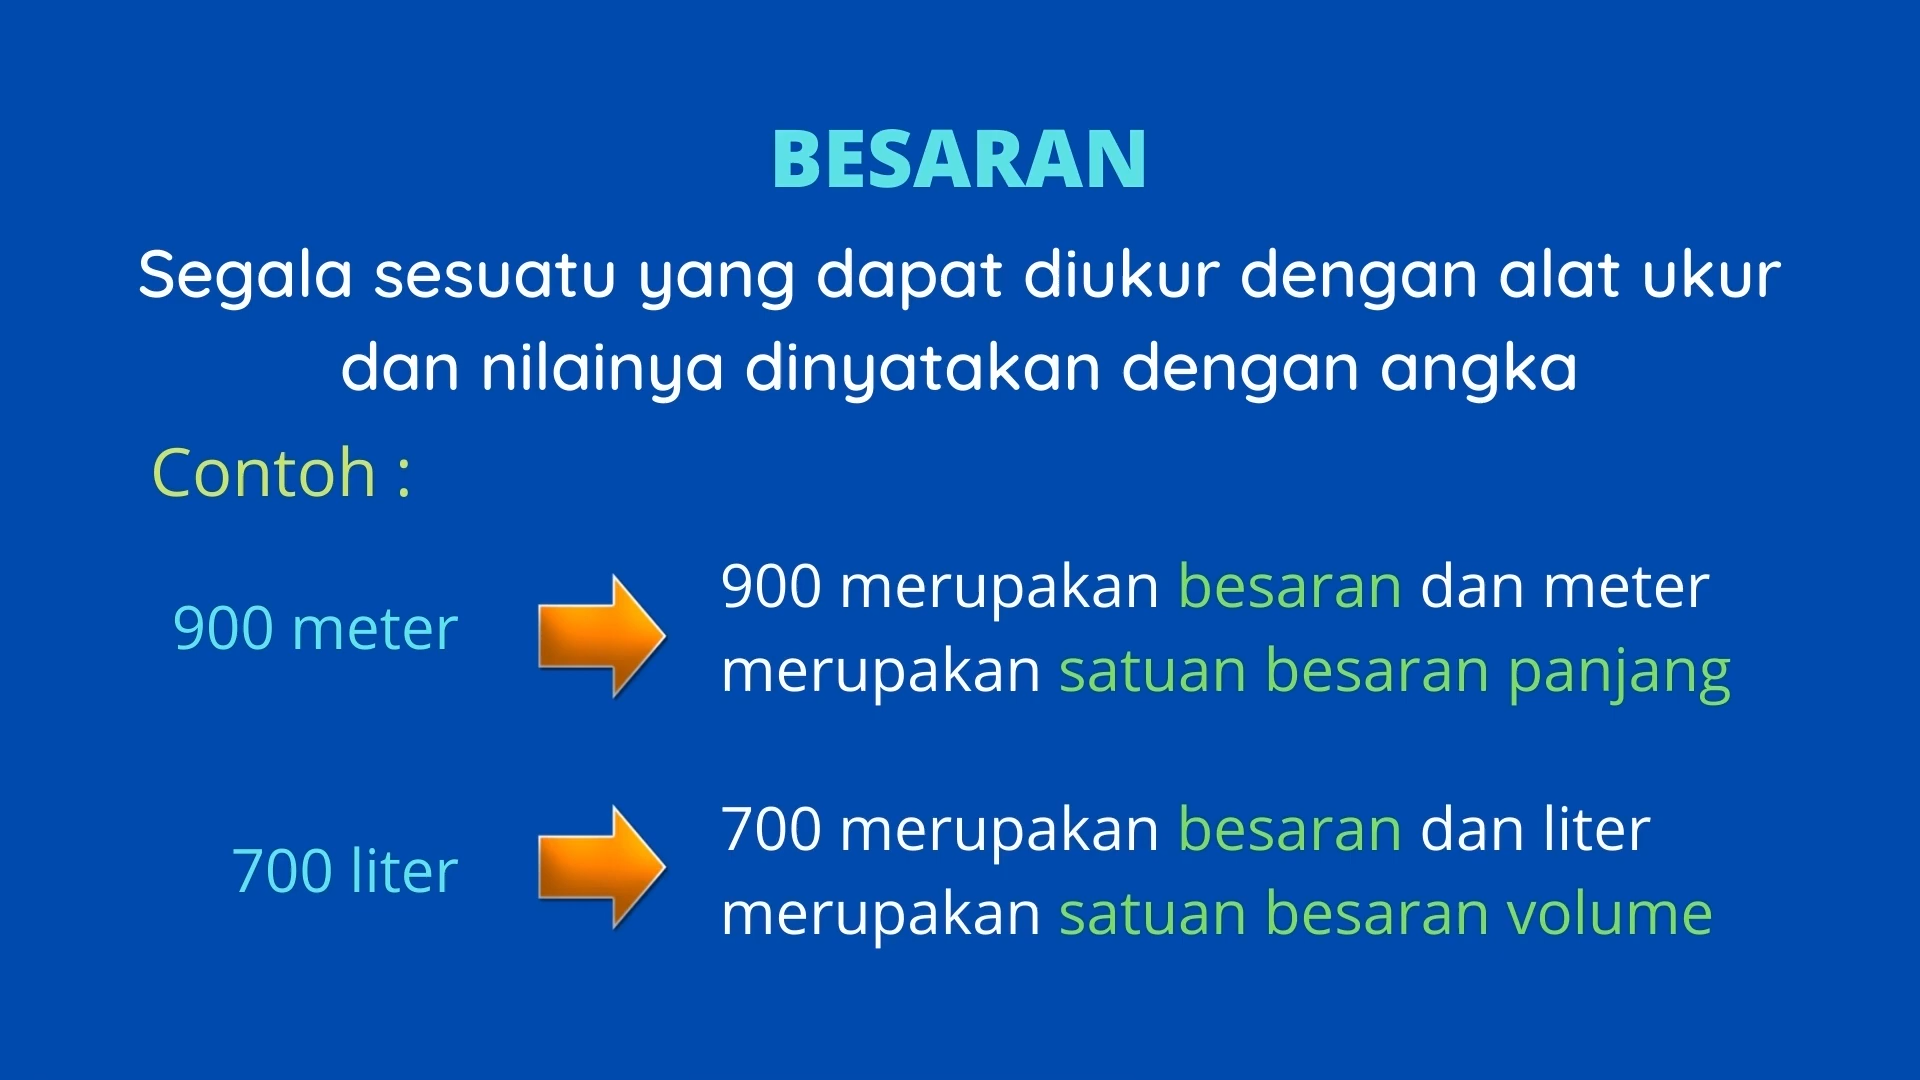 BESARAN
Segala sesuatu yang dapat diukur dengan alat ukur
dan nilainya dinyatakan dengan angka
Contoh :
900 meter
900 merupakan besaran dan meter
merupakan satuan besaran panjang
700 liter
700 merupakan besaran dan liter
merupakan satuan besaran volume